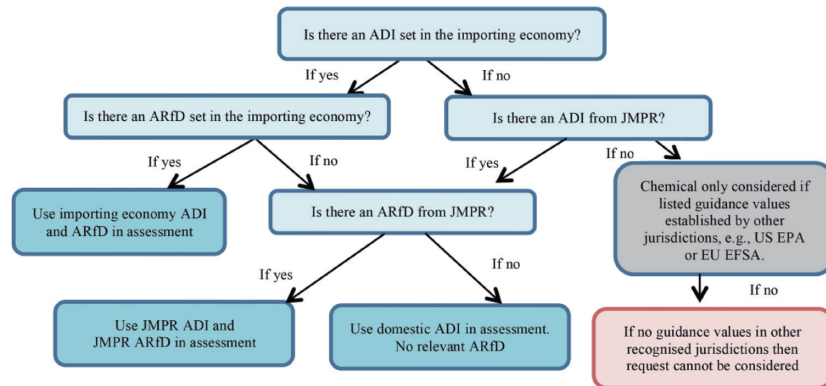 Is there an ADI set in the importing economy?
If yes
If no
Is there an ARfD set in the importing economy?
Is there an ADI from JMPR?
If yes
If no
If yes
If no
Use importing economy ADI
and ARfD in assessment
Is there an ARfD from JMPR?
Chemical only considered if
listed guidance values
established by other
jurisdictions, e.g., US EPA
or EU EFSA.
If yes
If no
If no
Use JMPR ADI and
JMPR ARfD in assessment
Use domestic ADI in assessment.
No relevant ARfD
If no guidance values in other
recognised jurisdictions then
request cannot be considered